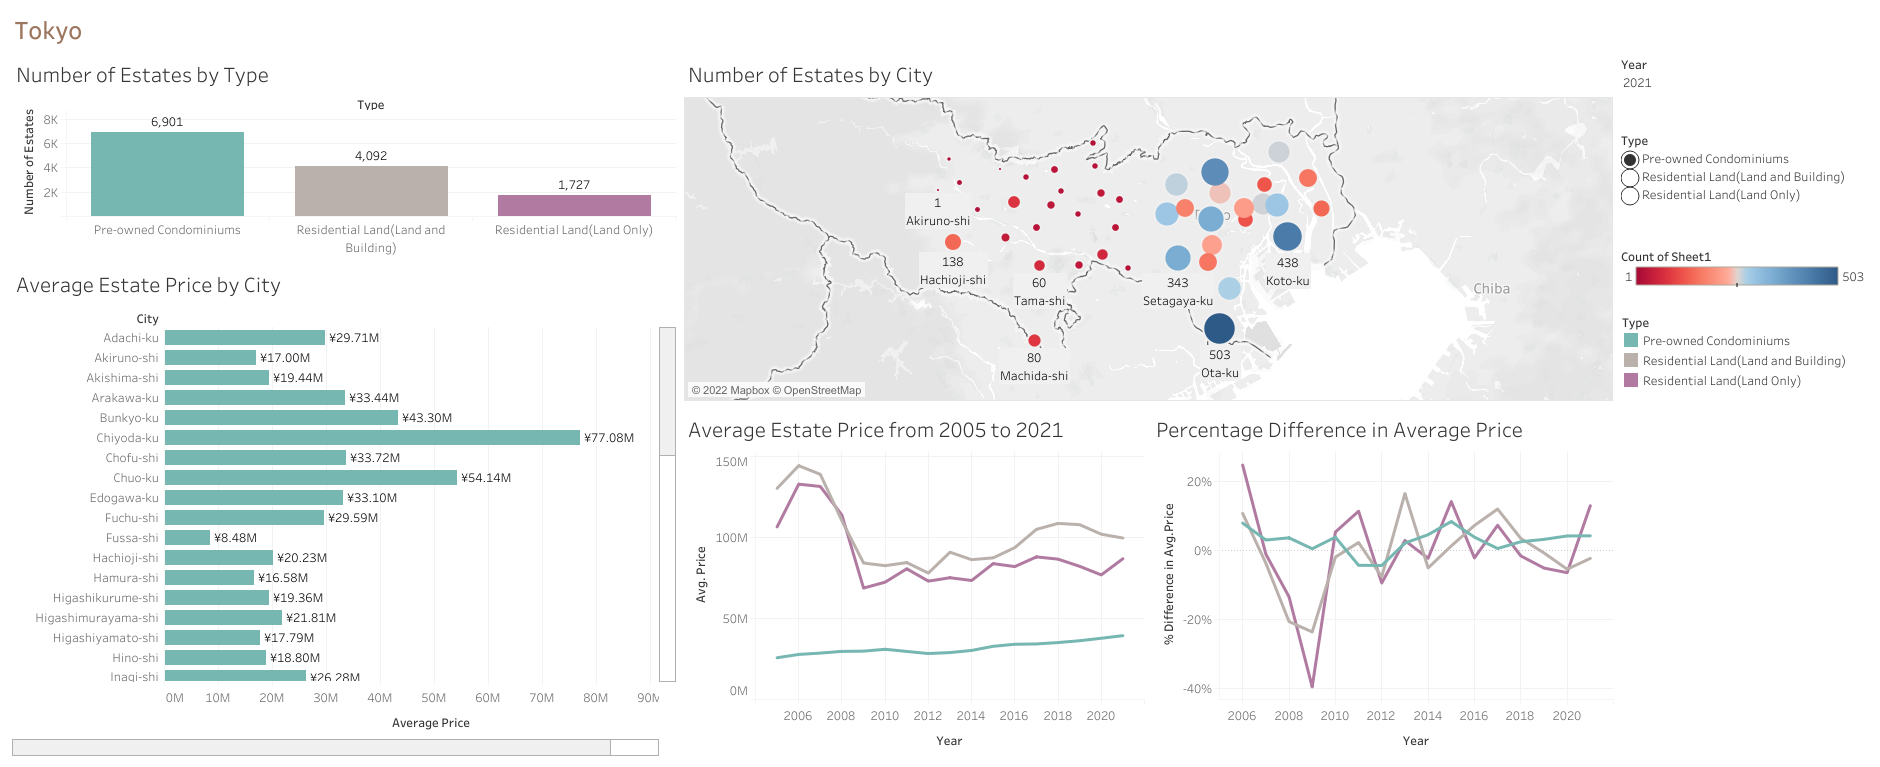 Tokyo
Number of Estates by Type
Type
Number of Estates
8K
6K
4K
2K
6,901
4,092
1,727
Pre-owned Condominiums
Residential Land(Land and
Building)
Residential Land(Land Only)
Average Estate Price by City
City
Adachi-ku ¥29.71M
Akiruno-shi ¥17.00M
Akishima-shi ¥19.44M
Arakawa-ku ¥33.44M
Bunkyo-ku ¥43.30M
Chiyoda-ku ¥77.08M
Chofu-shi ¥33.72M
Chuo-ku ¥54.14M
Edogawa-ku ¥33.10M
Fuchu-shi ¥29.59M
Fussa-shi ¥8.48M
Hachioji-shi ¥20.23M
Hamura-shi ¥16.58M
Higashikurume-shi ¥19.36M
Higashimurayama-shi ¥21.81M
Higashiyamato-shi ¥17.79M
Hino-shi ¥18.80M
Inagi-shi ¥26.28M
0M 10M 20M 30M 40M 50M 60M 70M 80M 90M
Average Price
Number of Estates by City
1
Akiruno-shi
138
Hachioji-shi
60
Tama-shi
80
Machida-shi
343
Setagaya-ku
438
Koto-ku
503
Ota-ku
Chiba
© 2022 Mapbox © OpenStreetMap
Average Estate Price from 2005 to 2021
Avg. Price
150M
100M
50M
0M
2006 2008 2010 2012 2014 2016 2018 2020
Year
Percentage Difference in Average Price
% Difference in Avg.Price
20%
0%
-20%
-40%
2006 2008 2010 2012 2014 2016 2018 2020
Year
Year
2021
Type
Pre-owned Condominiums
Residential Land(Land and Building)
Residential Land(Land Only)
Count of Sheet1
1 503
Type
Pre-owned Condominiums
Residential Land(Land and Building)
Residential Land(Land Only)